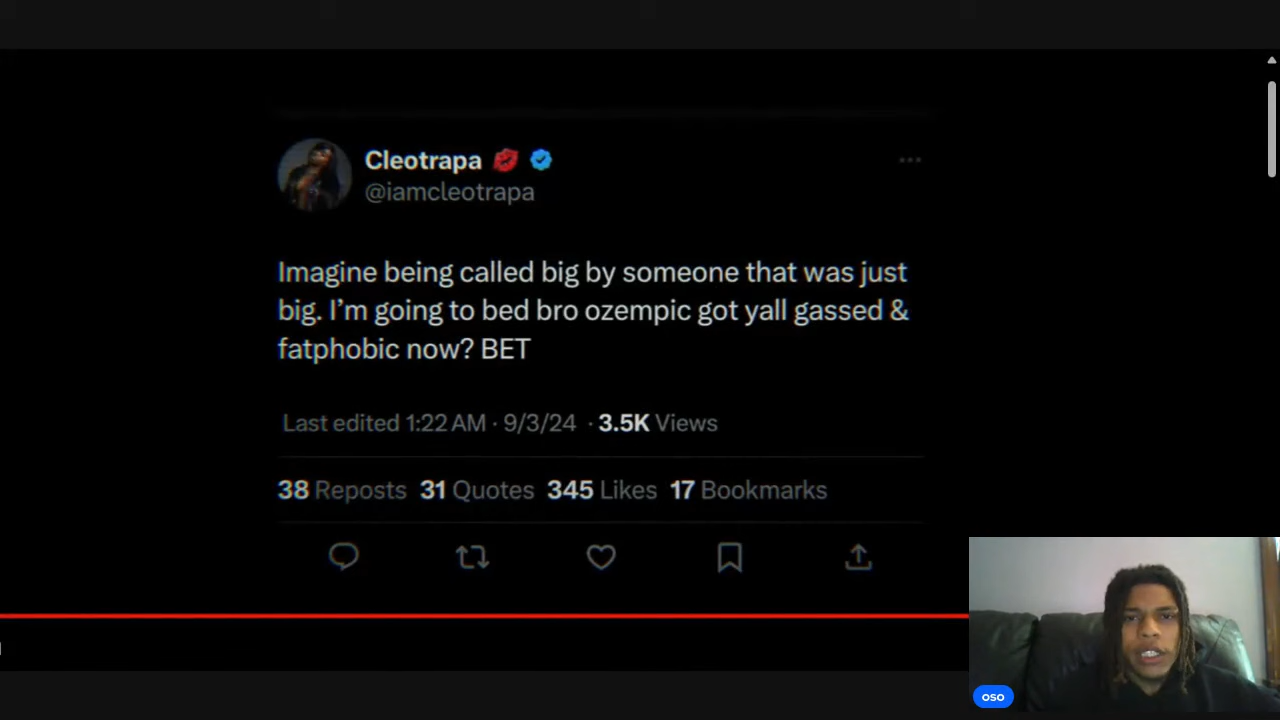 Cleotrapa
@iamcleotrapa
Imagine being called big by someone that was just
big. I’m going to bed bro ozempic got yall gassed &
fatphobic now? BET
Last edited 1:22 AM · 9/3/24 · 3.5K Views
38 Reposts 31 Quotes 345 Likes 17 Bookmarks
oso